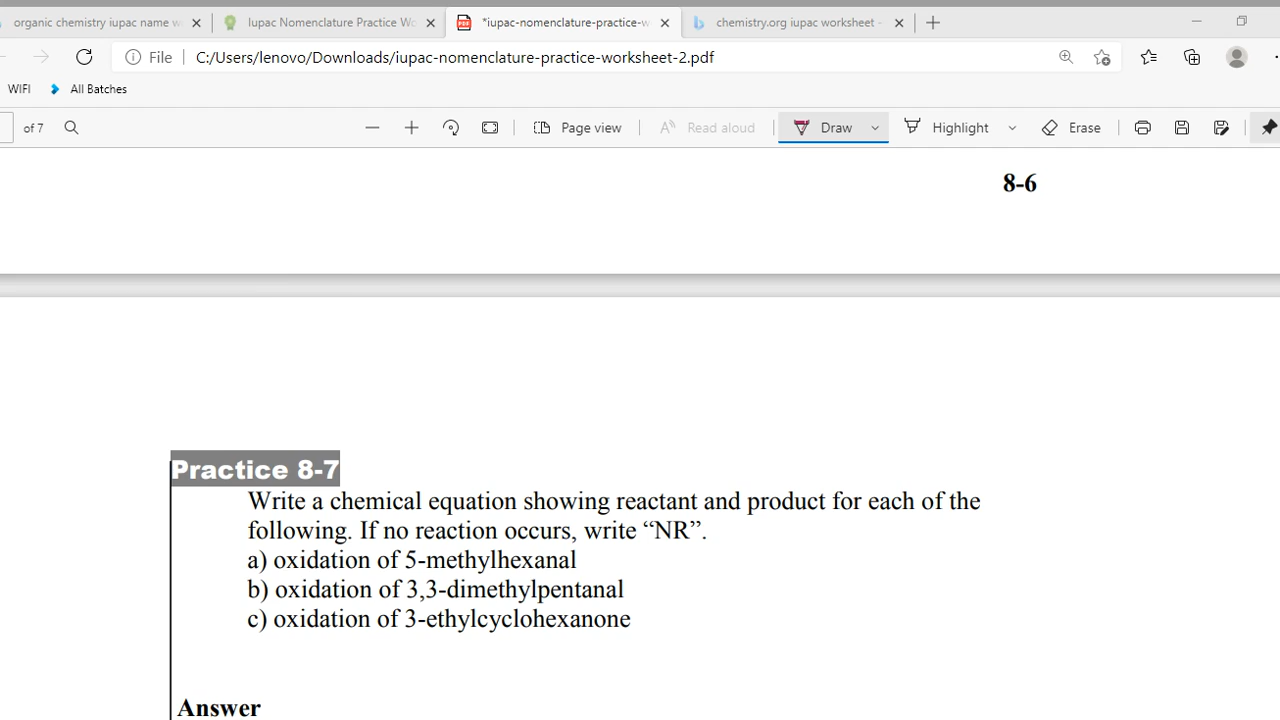 organic chemistry iupac name w
Iupac Nomenclature Practice Wo
*iupac-nomenclature-practice-w
chemistry.org iupac worksheet -
File
C:/Users/lenovo/Downloads/iupac-nomenclature-practice-worksheet-2.pdf
WIFI
All Batches
of 7
Page view
Read aloud
Draw
Highlight
Erase
8-6
Practice 8-7
Write a chemical equation showing reactant and product for each of the
following. If no reaction occurs, write “NR”.
a) oxidation of 5-methylhexanal
b) oxidation of 3,3-dimethylpentanal
c) oxidation of 3-ethylcyclohexanone
Answer